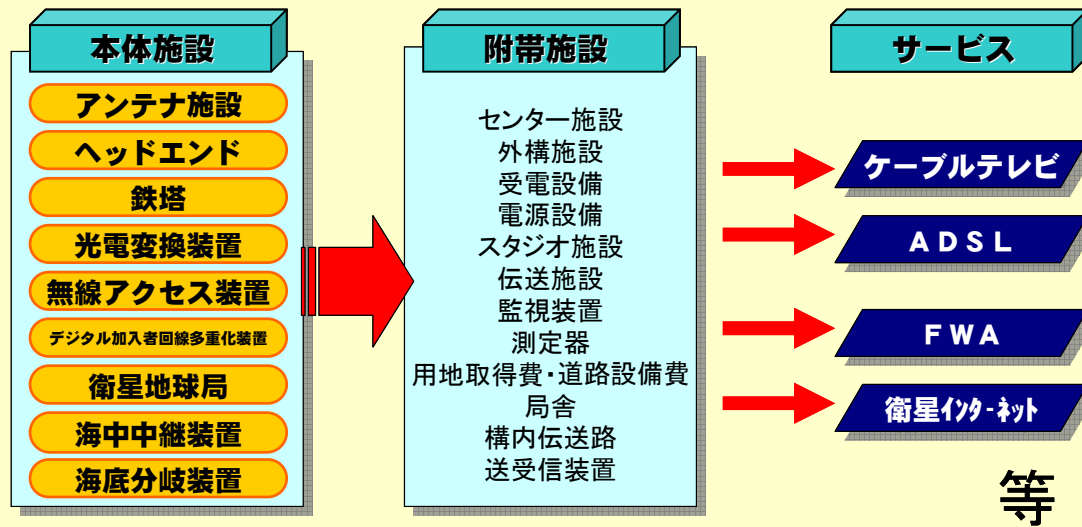 本体施設
アンテナ施設
ヘッドエンド
鉄塔
光電変換装置
無線アクセス装置
デジタル加入者回線多重化装置
衛星地球局
海中中継装置
海底分岐装置
附帯施設
センター施設
外構施設
受電設備
電源設備
スタジオ施設
伝送施設
監視装置
測定器
用地取得費・道路設備費
局舎
構内伝送路
送受信装置
サービス
ケーブルテレビ
ＡＤＳＬ
ＦＷＡ
衛星ｲﾝﾀｰﾈｯﾄ
等